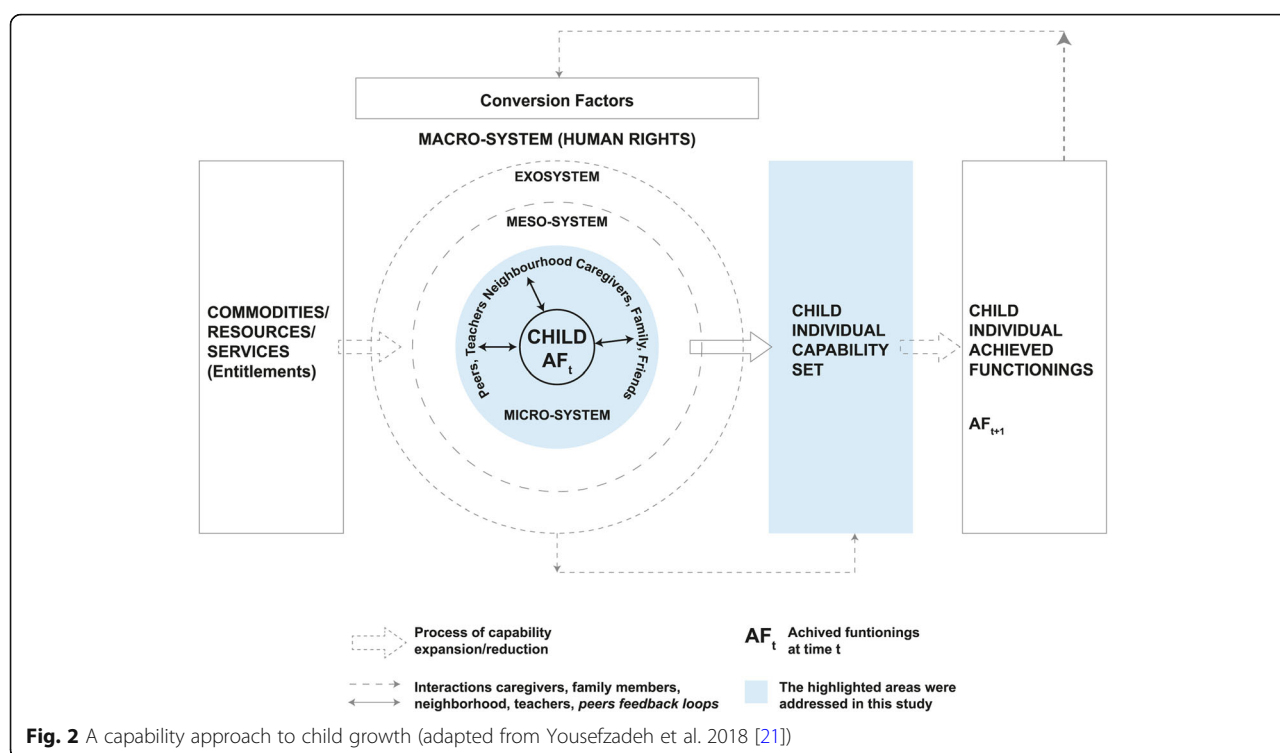 Conversion Factors
MACRO-SYSTEM (HUMAN RIGHTS)
EXOSYSTEM
MESO-SYSTEM
Peers, Teachers Neighbourhood Caregivers, Family, Friends
CHILD
AFt
MICRO-SYSTEM
COMMODITIES/
RESOURCES/
SERVICES
(Entitlements)
CHILD
INDIVIDUAL
CAPABILITY
SET
CHILD
INDIVIDUAL
ACHIEVED
FUNCTIONINGS
AFt+1
Process of capability
expansion/reduction
AFt Achived funtionings
at time t
Interactions caregivers, family members,
neighborhood, teachers, peers feedback loops
The highlighted areas were
addressed in this study
Fig. 2 A capability approach to child growth (adapted from Yousefzadeh et al. 2018 [21])